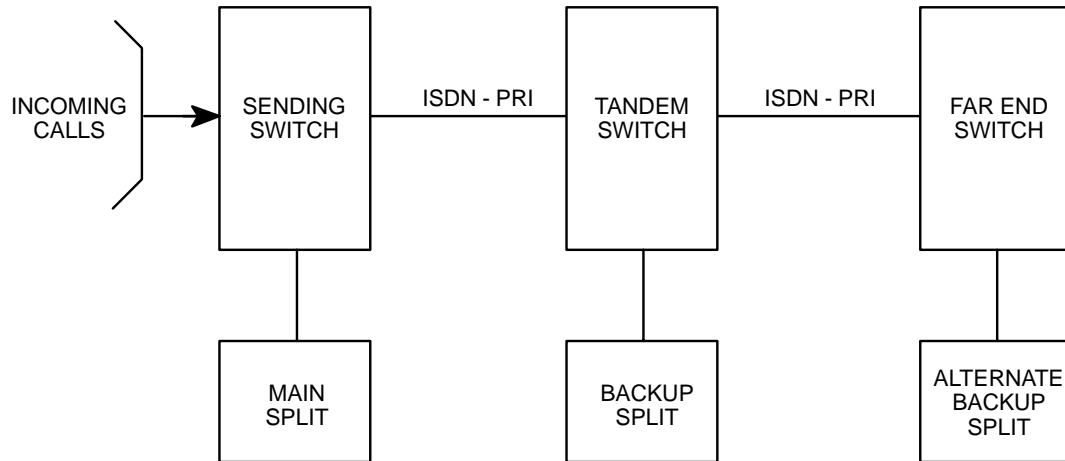 INCOMING
CALLS
SENDING
SWITCH
ISDN - PRI
TANDEM
SWITCH
ISDN - PRI
FAR END
SWITCH
MAIN
SPLIT
BACKUP
SPLIT
ALTERNATE
BACKUP
SPLIT